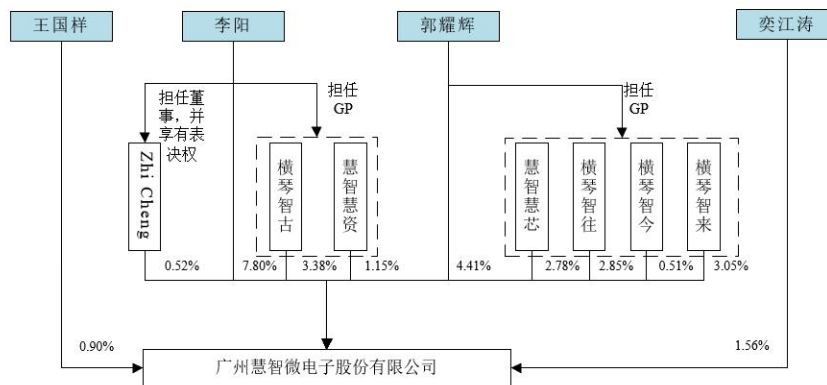 王国样
李阳
郭耀辉
奕江涛
担任董
事，并
享有表
决权
担任
GP
担任
GP
Zhi Cheng
横琴智古
慧智慧资
慧智慧芯
横琴智往
横琴智今
横琴智来
0.52%
7.80%
3.38%
1.15%
4.41%
2.78%
2.85%
0.51%
3.05%
0.90%
1.56%
广州慧智微电子股份有限公司